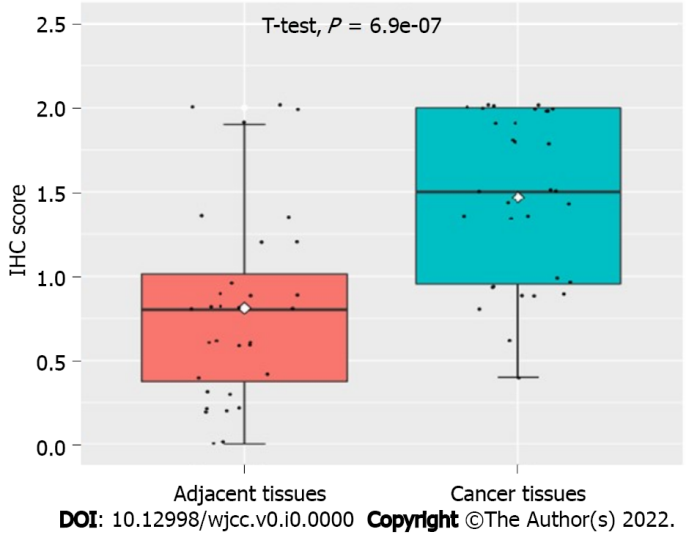 T-test, P = 6.9e-07
2.5
2.0
1.5
1.0
0.5
0.0
IHC score
Adjacent tissues
Cancer tissues
DOI: 10.12998/wjcc.v0.i0.0000 Copyright ©The Author(s) 2022.